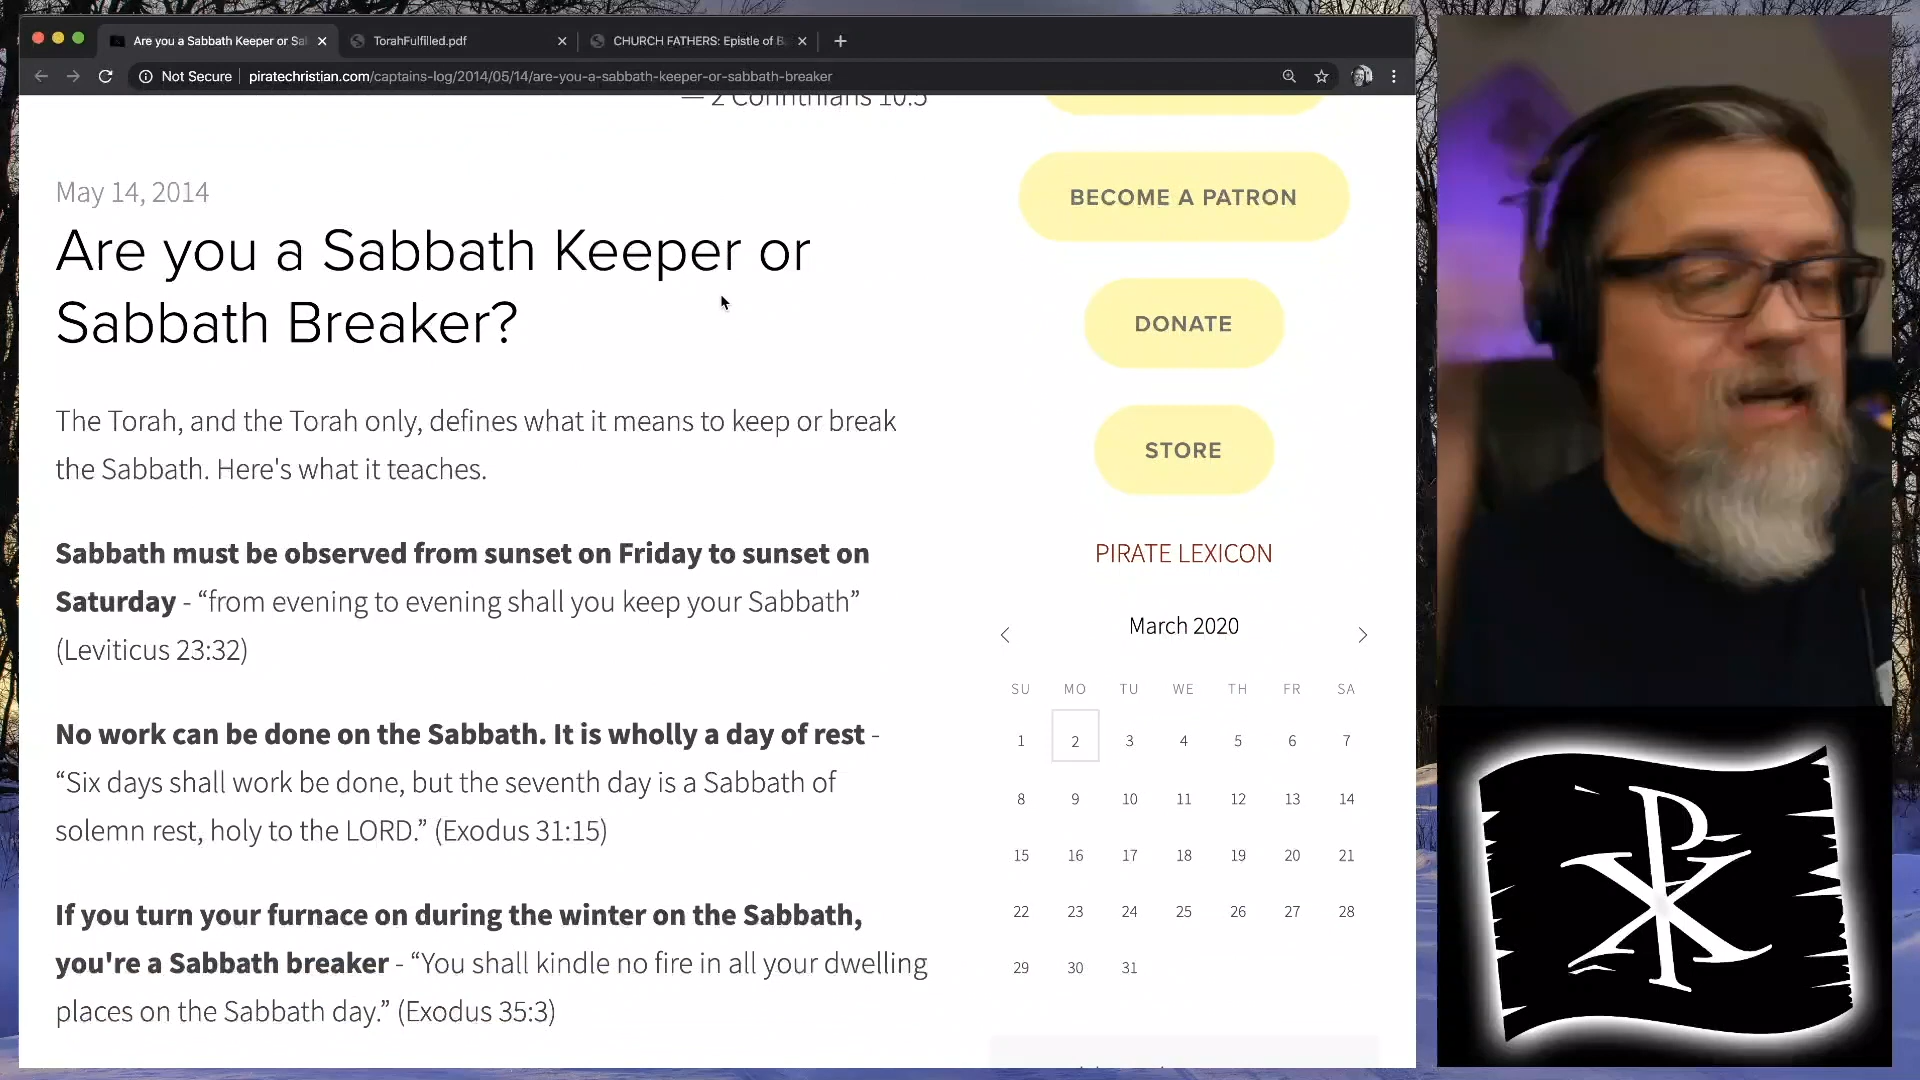 Are you a Sabbath Keeper or Sa
TorahFulfilled.pdf
CHURCH FATHERS: Epistle of B
Not Secure
piratechristian.com/captains-log/2014/05/14/are-you-a-sabbath-keeper-or-sabbath-breaker
— 2 Corinthians 10:5
May 14, 2014
Are you a Sabbath Keeper or
Sabbath Breaker?
The Torah, and the Torah only, defines what it means to keep or break
the Sabbath. Here's what it teaches.
Sabbath must be observed from sunset on Friday to sunset on
Saturday - “from evening to evening shall you keep your Sabbath”
(Leviticus 23:32)
No work can be done on the Sabbath. It is wholly a day of rest -
“Six days shall work be done, but the seventh day is a Sabbath of
solemn rest, holy to the LORD.” (Exodus 31:15)
If you turn your furnace on during the winter on the Sabbath,
you're a Sabbath breaker - “You shall kindle no fire in all your dwelling
places on the Sabbath day.” (Exodus 35:3)
BECOME A PATRON
DONATE
STORE
PIRATE LEXICON
March 2020
SU MO TU WE TH FR SA
1 2 3 4 5 6 7
8 9 10 11 12 13 14
15 16 17 18 19 20 21
22 23 24 25 26 27 28
29 30 31